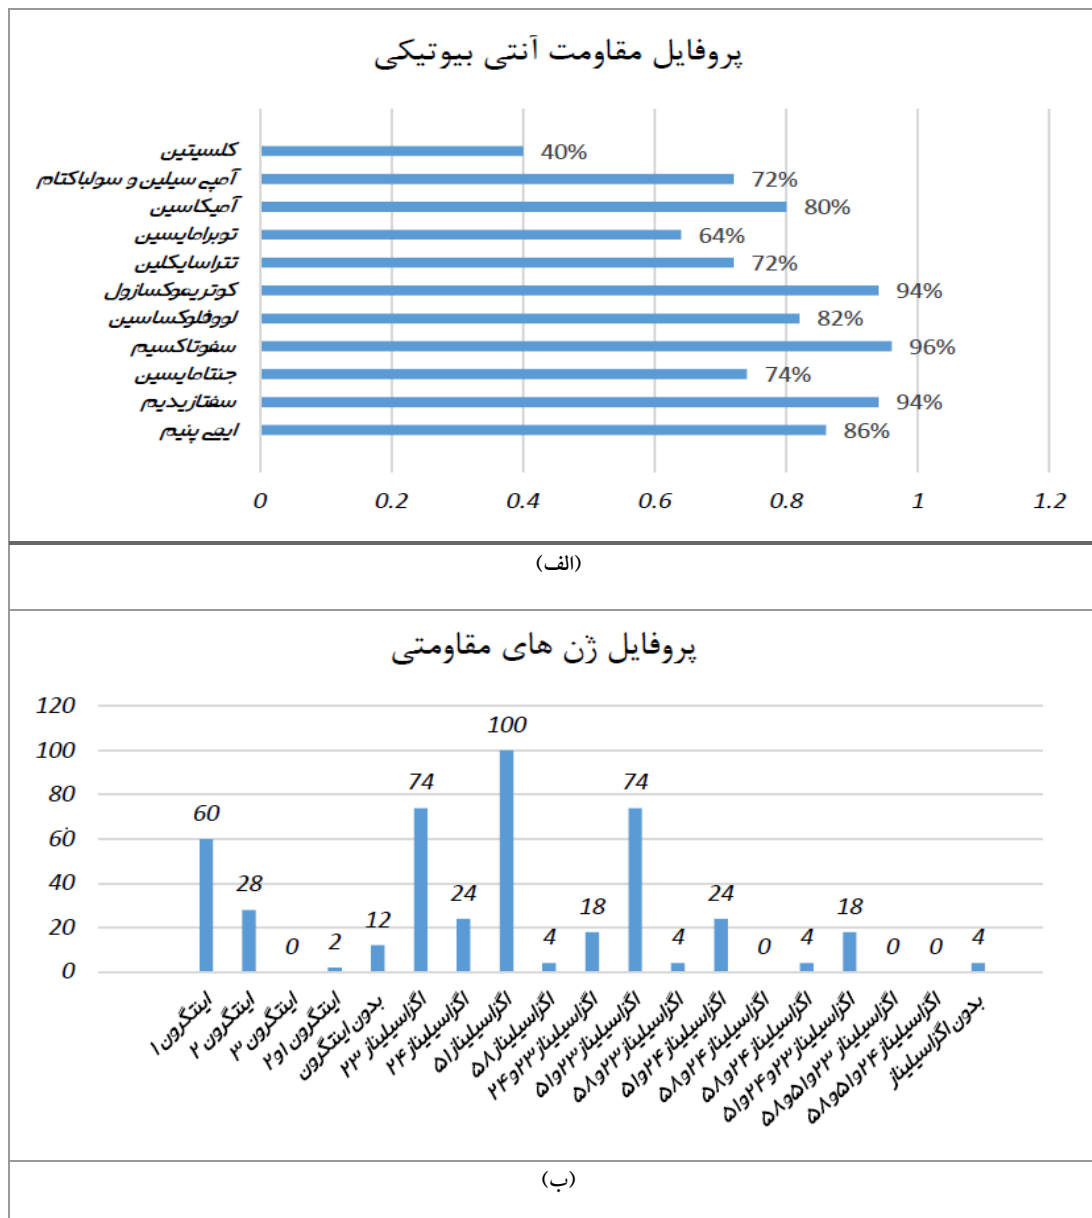 پروفایل مقاومت آنتی بیوتیکی
کلسیتین 40%
آمپی سیلین و سولباکتام 72%
آمیکاسین 80%
توبرامایسین 64%
تتراسایکلین 72%
کوتریموکسازول 94%
لووفلوکساسین 82%
سفوتاکسیم 96%
جنتامایسین 74%
سفتازیدیم 94%
ایمی پنیم 86%
0 0.2 0.4 0.6 0.8 1 1.2
(الف)
پروفایل ژن های مقاومتی
120
100
80
60
40
20
0
60 28 0 2 12 74 24 100 4 18 74 4 24 0 4 18 0 0 4
اینتگرون ۱
اینتگرون ۲
اینتگرون ۳
اینتگرون ۱و۲
بدون اینتگرون
اگزاسیلیناز ۲۳
اگزاسیلیناز ۲۴
اگزاسیلیناز ۵۱
اگزاسیلیناز ۵۸
اگزاسیلیناز ۲۳و۲۴
اگزاسیلیناز ۲۳و۵۱
اگزاسیلیناز ۲۳و۵۸
اگزاسیلیناز ۲۴و۵۱
اگزاسیلیناز ۲۴و۵۸
اگزاسیلیناز ۲۴و۵۸
اگزاسیلیناز ۲۳و۲۴و۵۱
اگزاسیلیناز ۲۳و۵۱و۵۸
اگزاسیلیناز ۲۴و۵۱و۵۸
بدون اگزاسیلیناز
(ب)